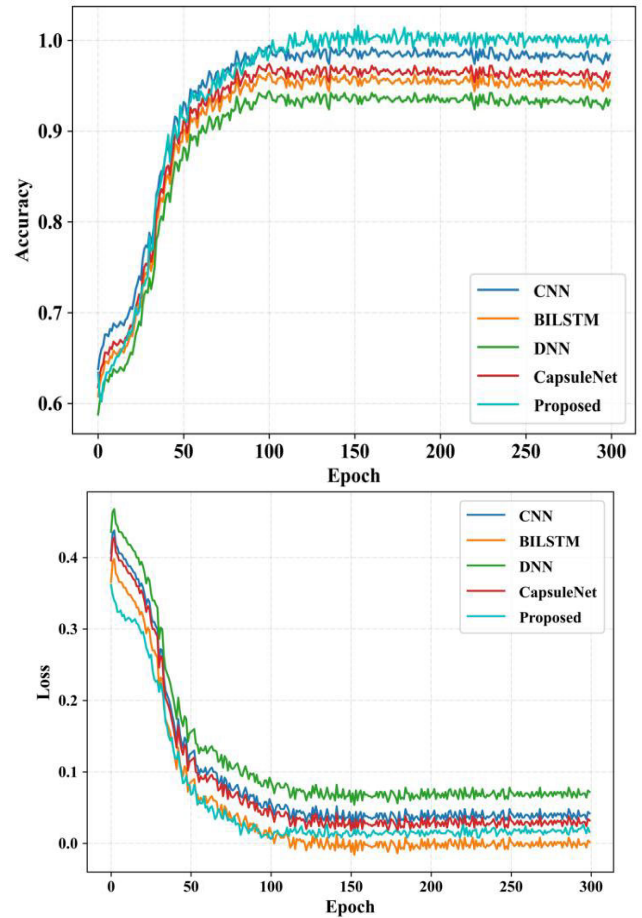 1.0
0.9
0.8
0.7
0.6
Accuracy
CNN
BILSTM
DNN
CapsuleNet
Proposed
0 50 100 150 200 250 300
Epoch
0.4
0.3
0.2
0.1
0.0
Loss
CNN
BILSTM
DNN
CapsuleNet
Proposed
0 50 100 150 200 250 300
Epoch